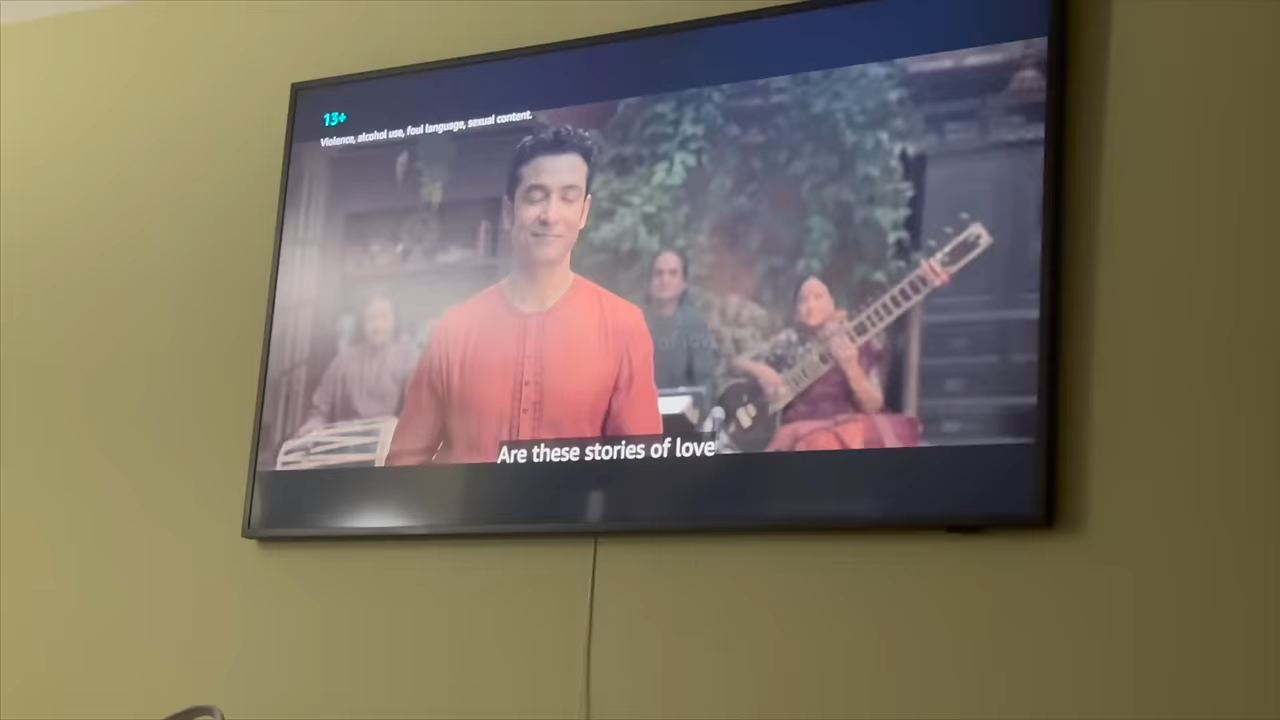 13+
Violence, alcohol use, foul language, sexual content.
Are these stories of love